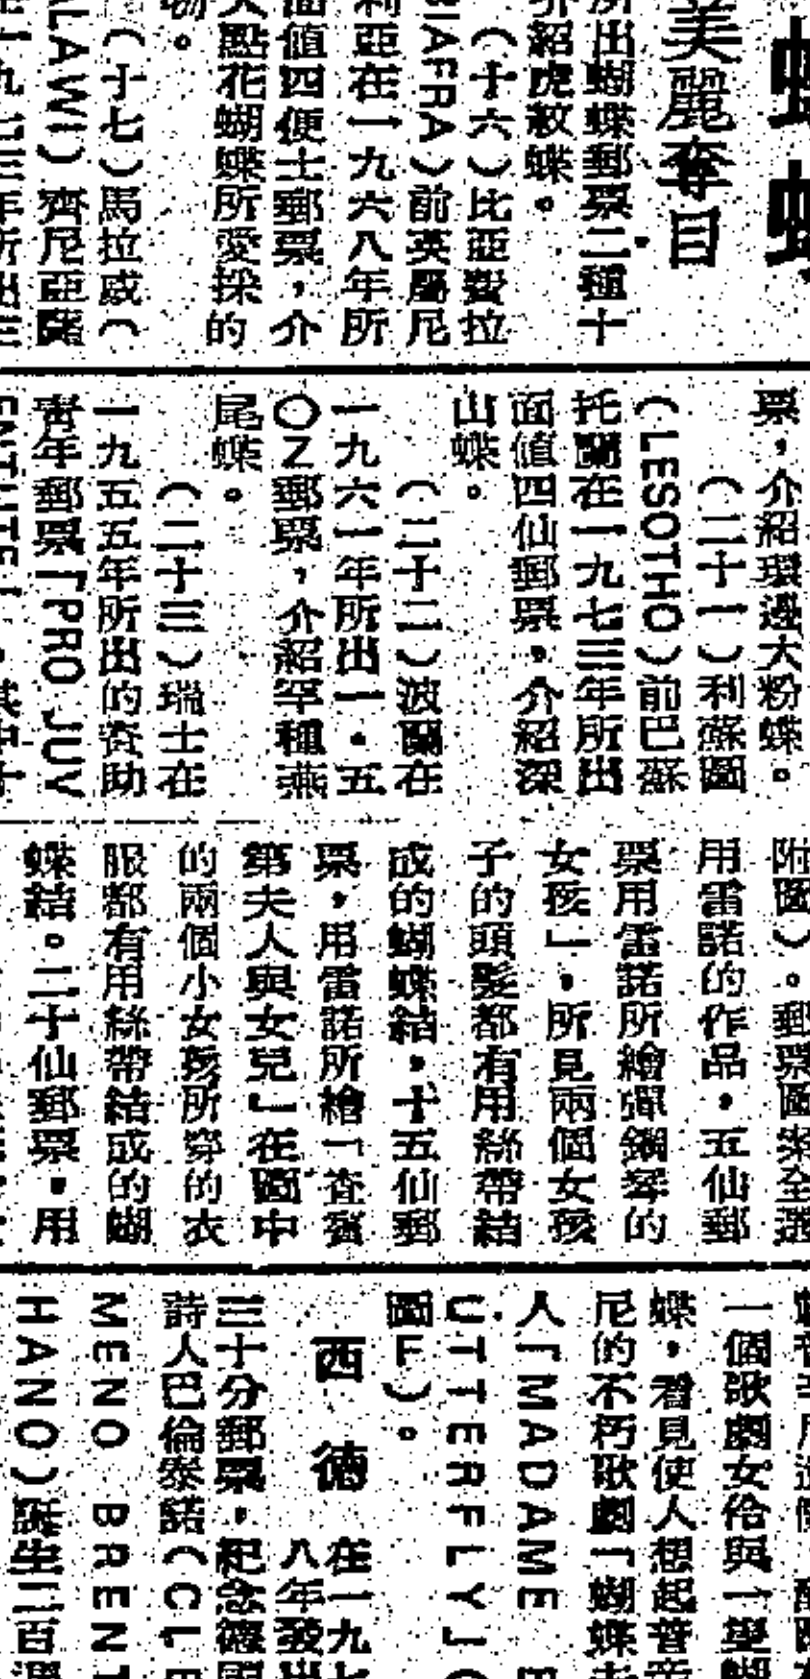 美麗奪目
所出蝴蝶郵票二種十
介紹虎紋蝶。
（十六）比亞費拉
BIAFRA）前英屬尼
利亞在一九六八年所
面值四便士郵票，介
大點花蝴蝶所愛採的
物。
（十七）馬拉威（
LAWI）齊尼亞
票，介紹環邊大粉蝶。
（二十一）利蘇圖
（LESOTHO）前巴蘇
托蘭在一九七三年所出
面值四仙郵票，介紹深
山蝶。
（二十二）波蘭在
一九六一年所出一．五
〇Z郵票，介紹罕種燕
尾蝶。
（二十三）瑞士在
一九五五年所出的資助
青年郵票「PRO JUV
附圖）。郵票圖案全選
用雷諾的作品，五仙郵
票用雷諾所繪彈鋼琴的
女孩」，所見兩個女孩
子的頭髮都有用絲帶結
成的蝴蝶結，十五仙郵
票，用雷諾所繪「查賓
第夫人與女兒」在圖中
的兩個小女孩所穿的衣
服都有用絲帶結成的蝴
蝶結。二十仙郵票，用
一個歌劇女伶與一雙蝴
蝶，看見使人想起普帝
尼的不朽歌劇「蝴蝶夫
人「MADAME B
UTTERFLY」（
圖F）。
西德
在一九七
八年發出
三十分郵票，紀念德國
詩人巴倫泰諾（CLE
MENO BRENT
HANO）誕生二百週